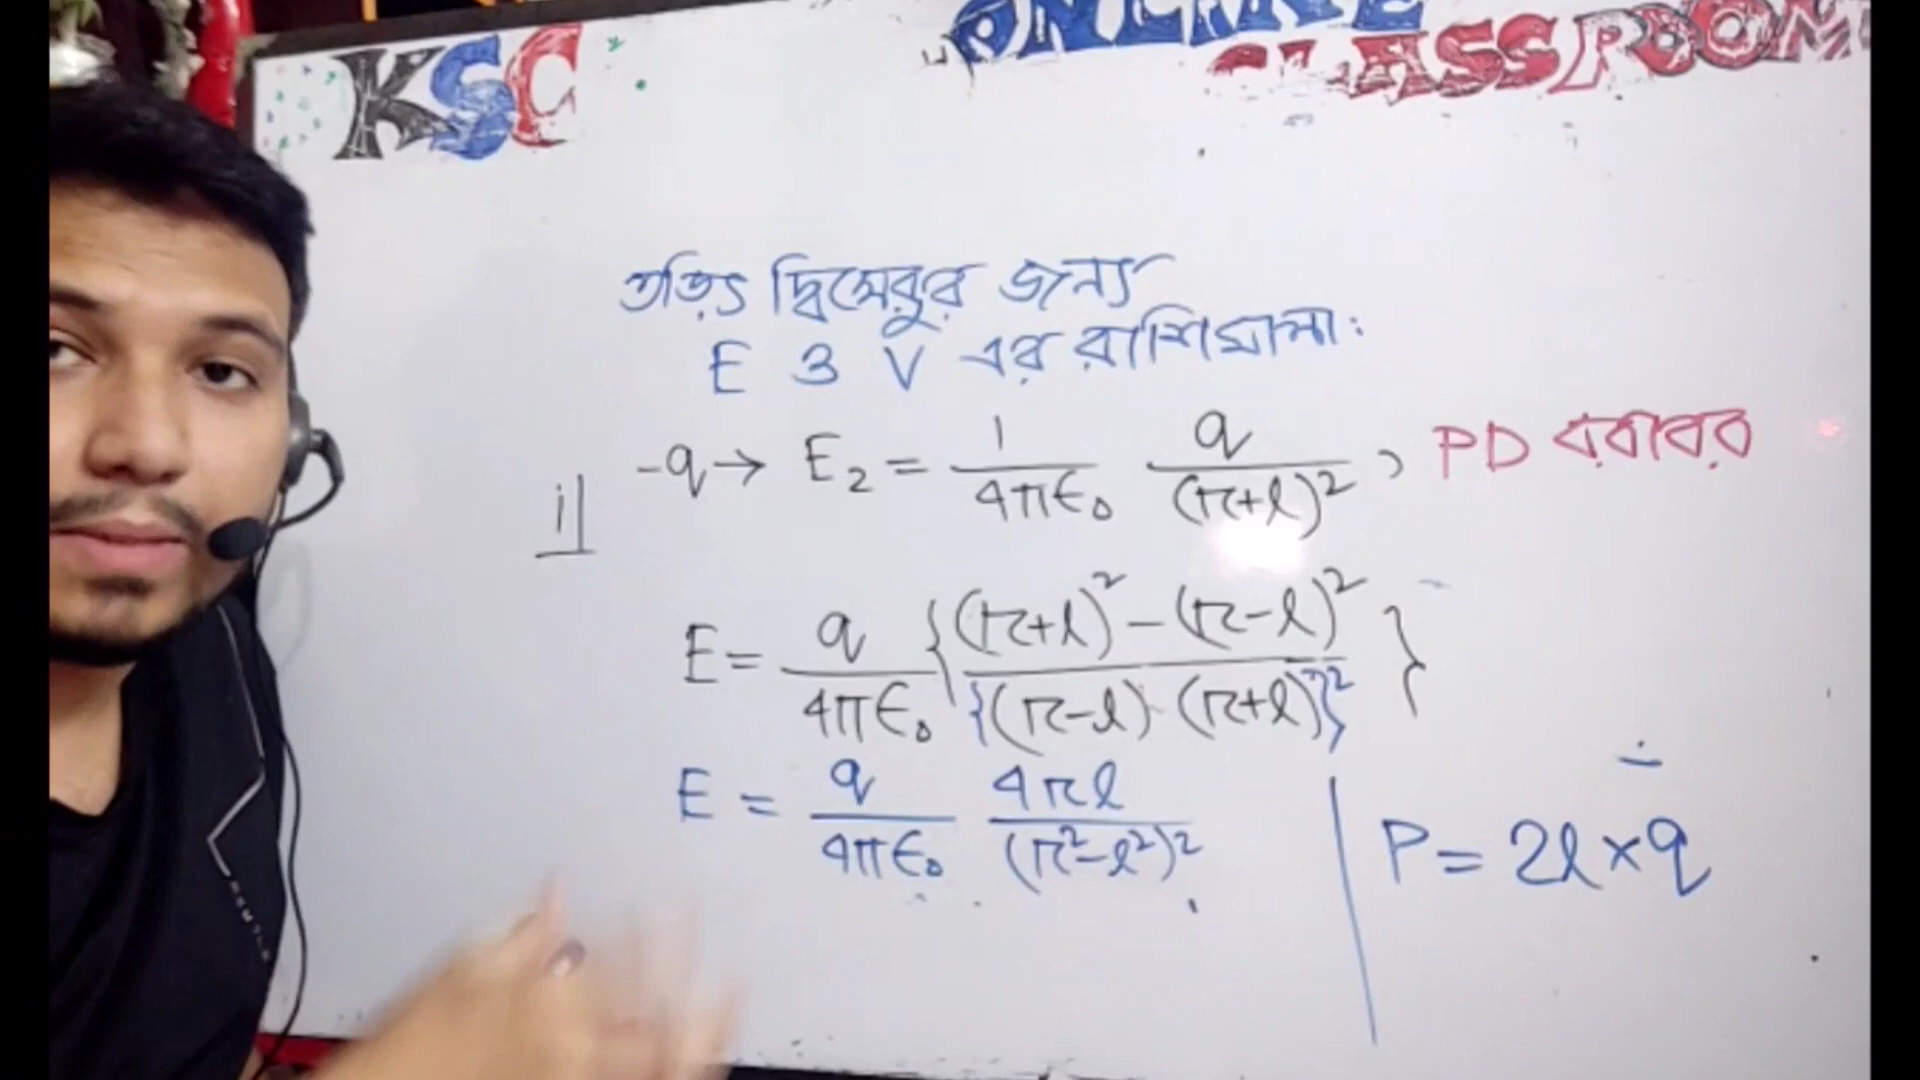 KSC
ONLINE
CLASSROOM
তড়িৎ দ্বিমেরুর জন্য
E ও V এর রাশিমালা:
i] -q → E₂ = 1/4πϵ₀ q/(r+l)², PD বরাবর
E = q/4πϵ₀ {(r+l)² - (r-l)²/{(r-l)·(r+l)}²}
E = q/4πϵ₀ 4rl/(r²-l²)²
P = 2l×q